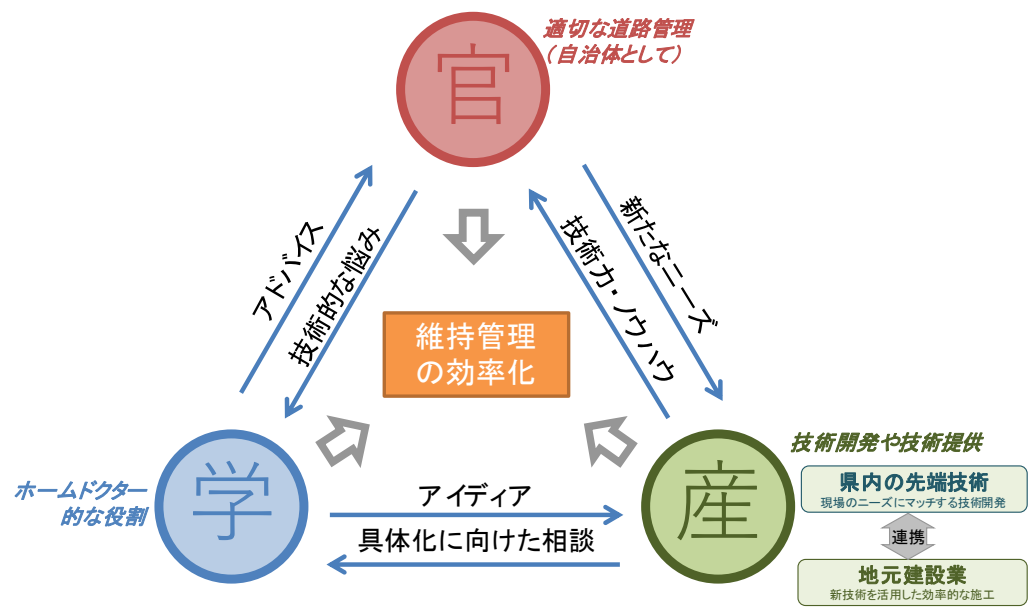 適切な道路管理
（自治体として）
官
アドバイス
技術的な悩み
新たなニーズ
技術力・ノウハウ
維持管理
の効率化
ホームドクター
的な役割
学
アイディア
具体化に向けた相談
産
技術開発や技術提供
県内の先端技術
現場のニーズにマッチする技術開発
連携
地元建設業
新技術を活用した効率的な施工